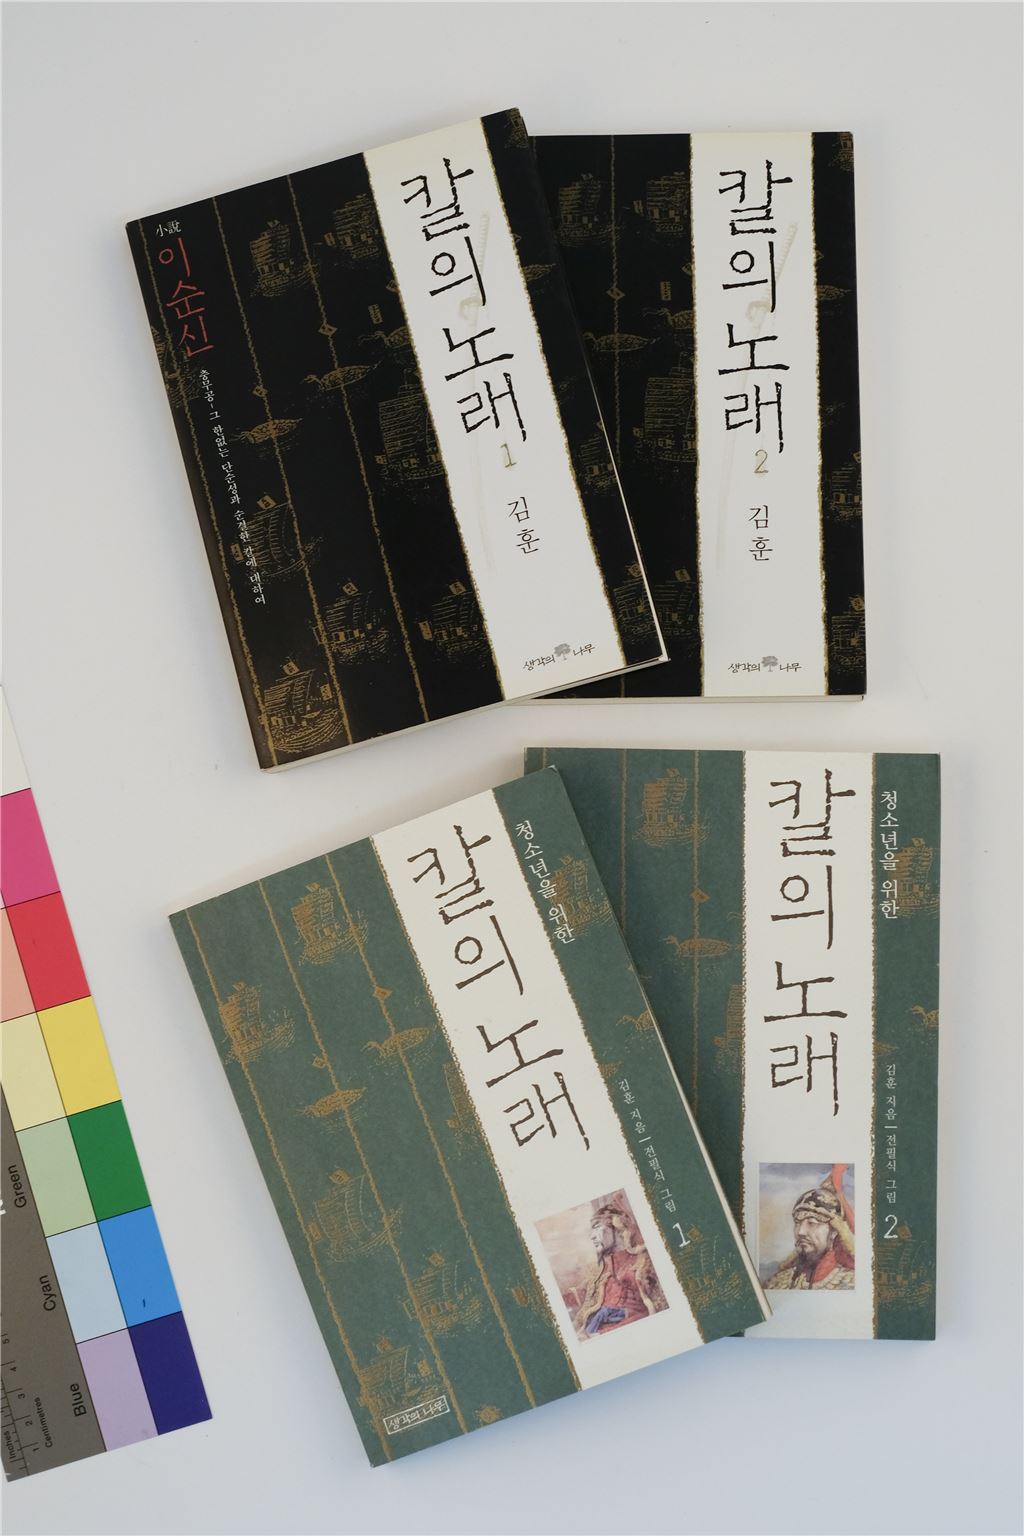 小說
이순신
충무공-그 한없는 단순성과 순결한 칼에 대하여
칼의 노래
1
김훈
생각의 나무
칼의 노래
2
김훈
생각의 나무
청소년을 위한
칼의 노래
김훈 지음 | 전필식 그림
1
생각의 나무
청소년을 위한
칼의 노래
김훈 지음 | 전필식 그림
2
Green
Cyan
Blue
Inches
Centimetres
1
2
3
4
5